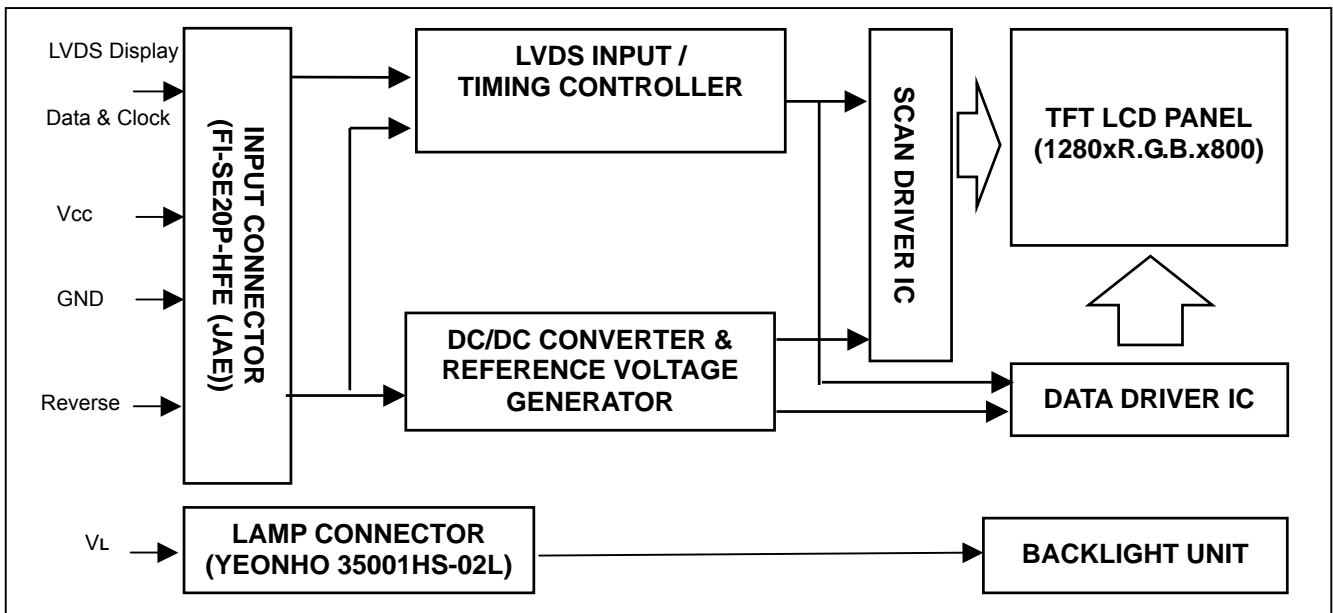 LVDS Display
Data & Clock
Vcc
GND
Reverse
INPUT CONNECTOR
(FI-SE20P-HFE (JAE))
LVDS INPUT /
TIMING CONTROLLER
DC/DC CONVERTER &
REFERENCE VOLTAGE
GENERATOR
SCAN DRIVER IC
TFT LCD PANEL
(1280xR.G.B.x800)
DATA DRIVER IC
VL
LAMP CONNECTOR
(YEONHO 35001HS-02L)
BACKLIGHT UNIT